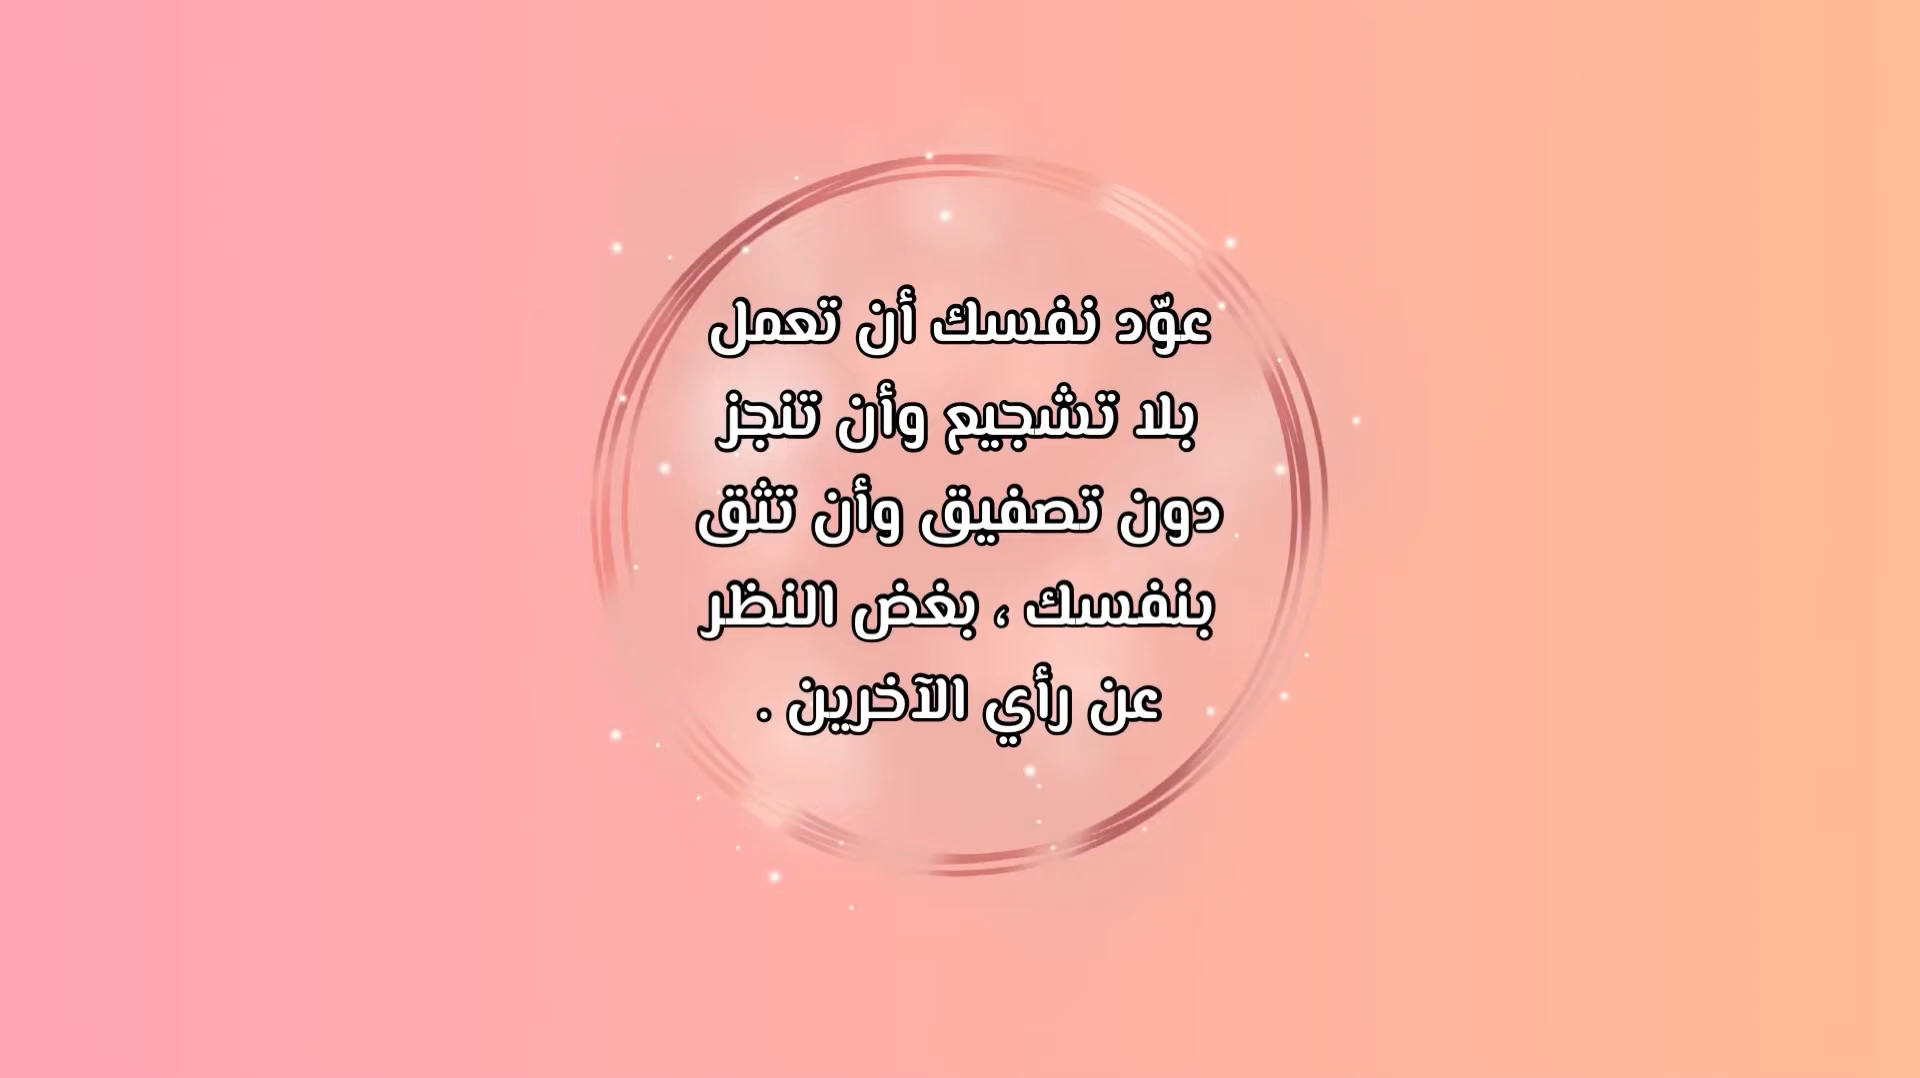 عوّد نفسك أن تعمل
بلا تشجيع وأن تنجز
دون تصفيق وأن تثق
بنفسك ، بغض النظر
عن رأي الآخرين .